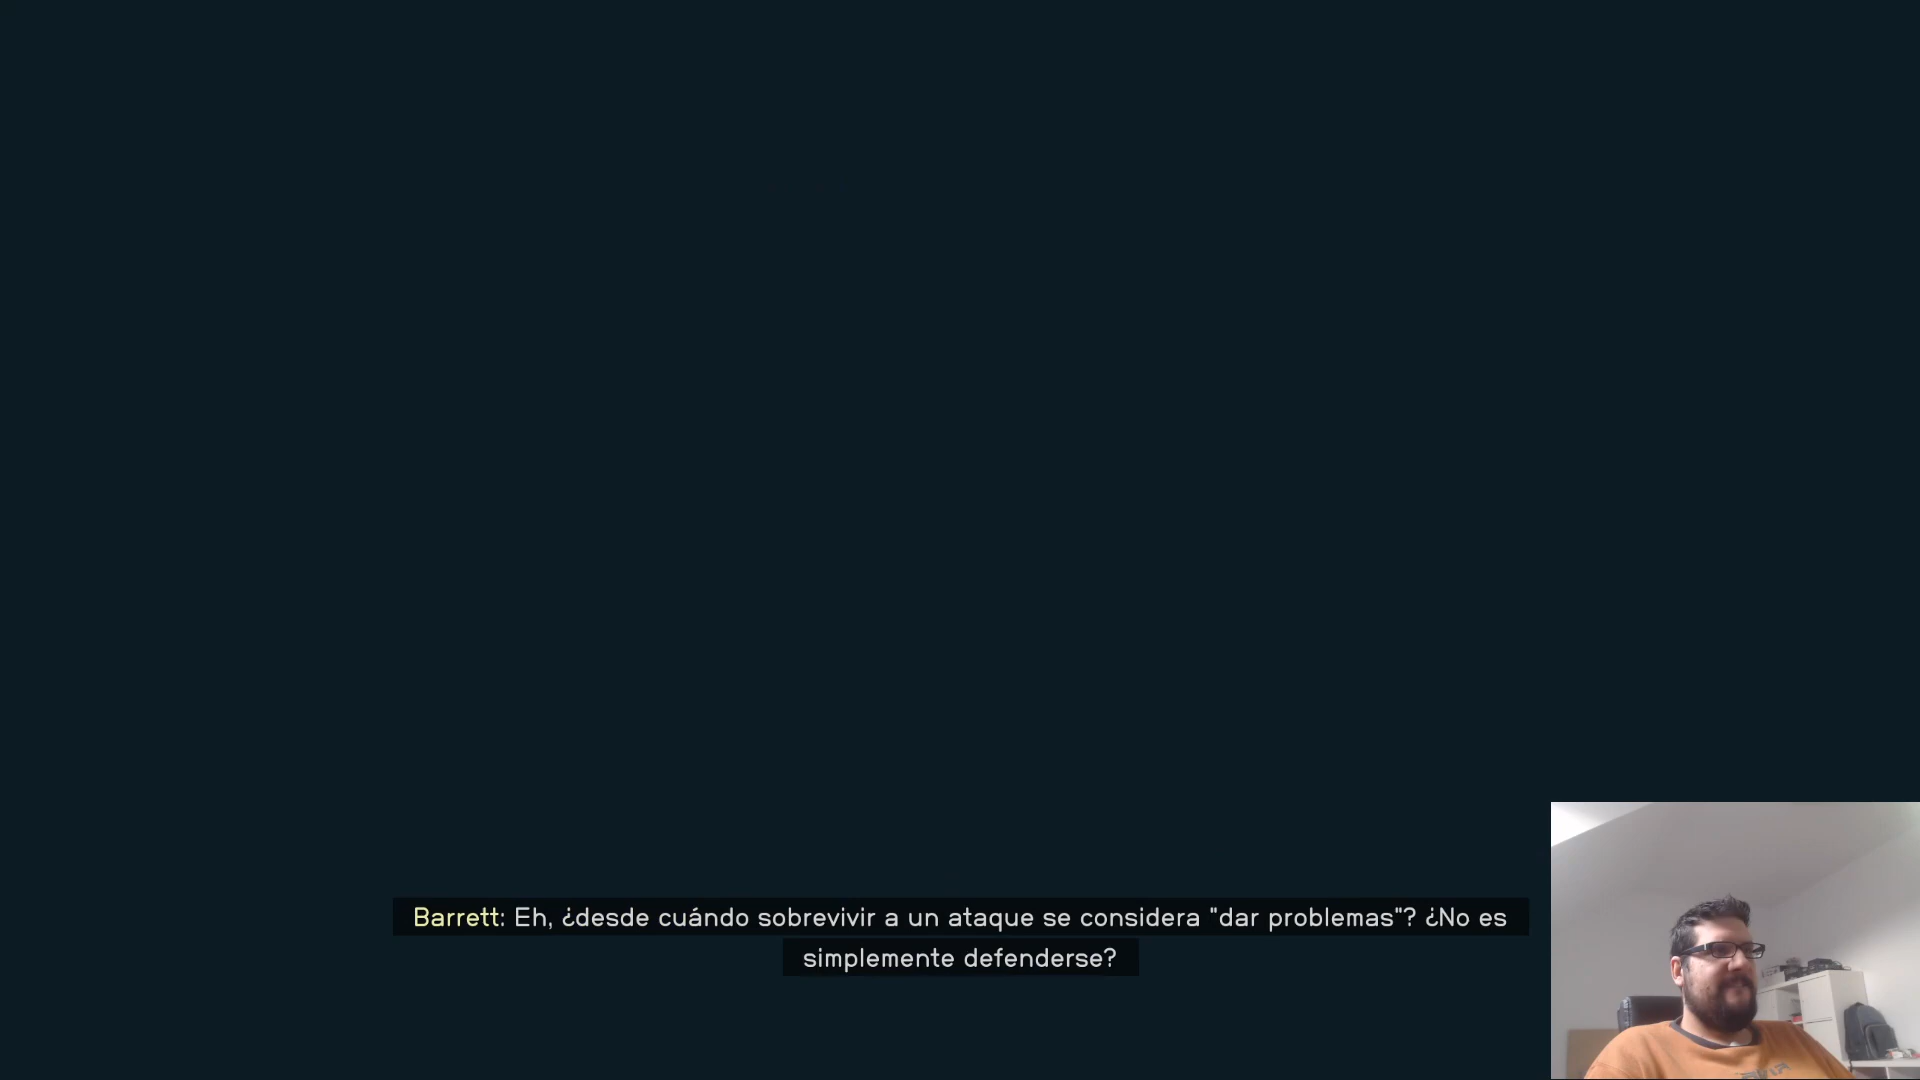 Barrett: Eh, ¿desde cuándo sobrevivir a un ataque se considera "dar problemas"? ¿No es
simplemente defenderse?